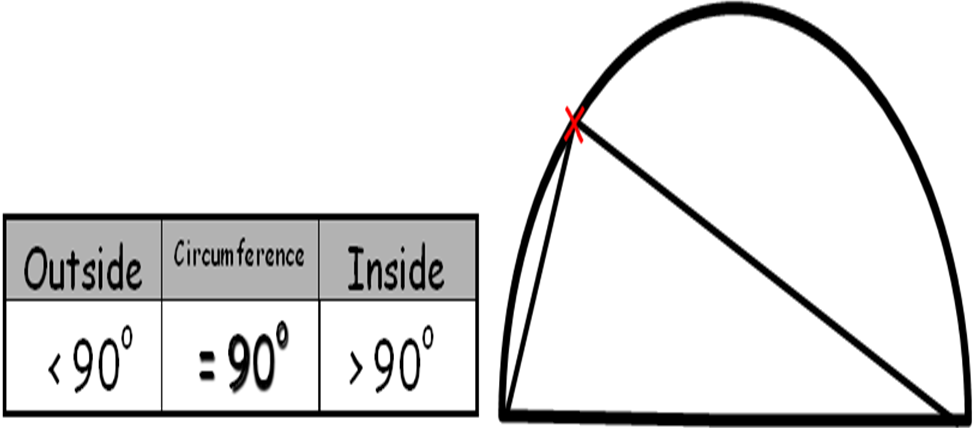 Outside Circumference Inside
< 90° = 90° > 90°